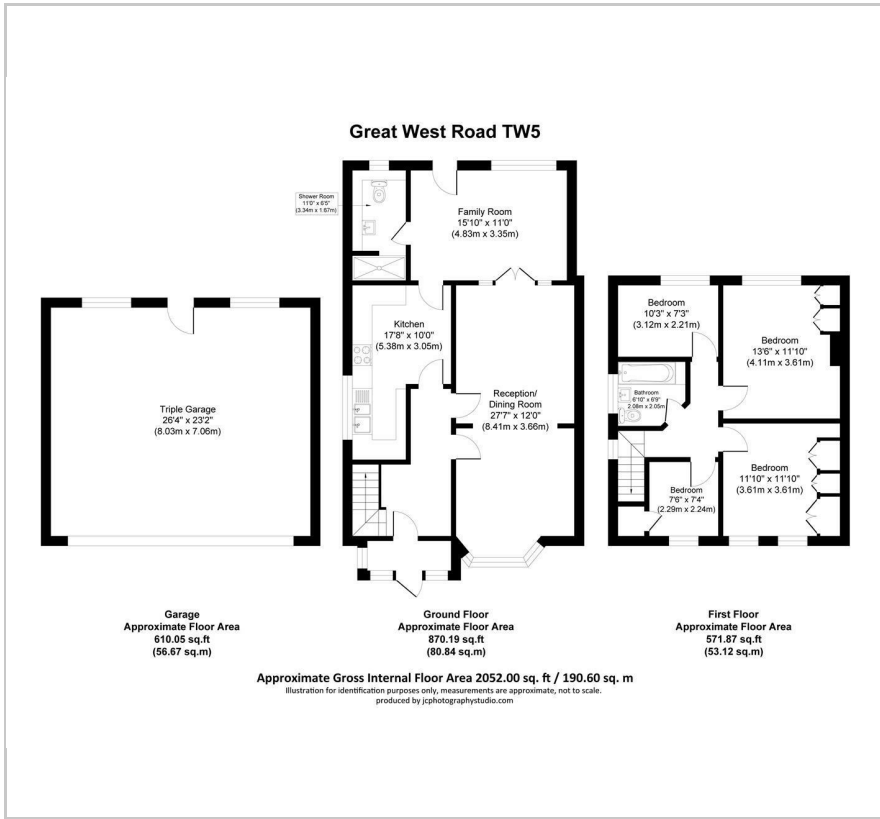 Great West Road TW5
Shower Room
11'0" x 6'5"
(3.34m x 1.87m)
Family Room
15'10" x 11'0"
(4.83m x 3.35m)
Kitchen
17'8" x 10'0"
(5.38m x 3.05m)
Reception/
Dining Room
27'7" x 12'0"
(8.41m x 3.66m)
Triple Garage
26'4" x 23'2"
(8.03m x 7.06m)
Bedroom
10'3" x 7'3"
(3.12m x 2.21m)
Bedroom
13'6" x 11'10"
(4.11m x 3.61m)
Bathroom
6'10" x 6'9"
2.08m x 2.05m)
Bedroom
7'6" x 7'4"
(2.29m x 2.24m)
Bedroom
11'10" x 11'10"
(3.61m x 3.61m)
Garage
Approximate Floor Area
610.05 sq.ft
(56.67 sq.m)
Ground Floor
Approximate Floor Area
870.19 sq.ft
(80.84 sq.m)
First Floor
Approximate Floor Area
571.87 sq.ft
(53.12 sq.m)
Approximate Gross Internal Floor Area 2052.00 sq. ft / 190.60 sq. m
Illustration for identification purposes only, measurements are approximate, not to scale.
produced by jcphotographystudio.com